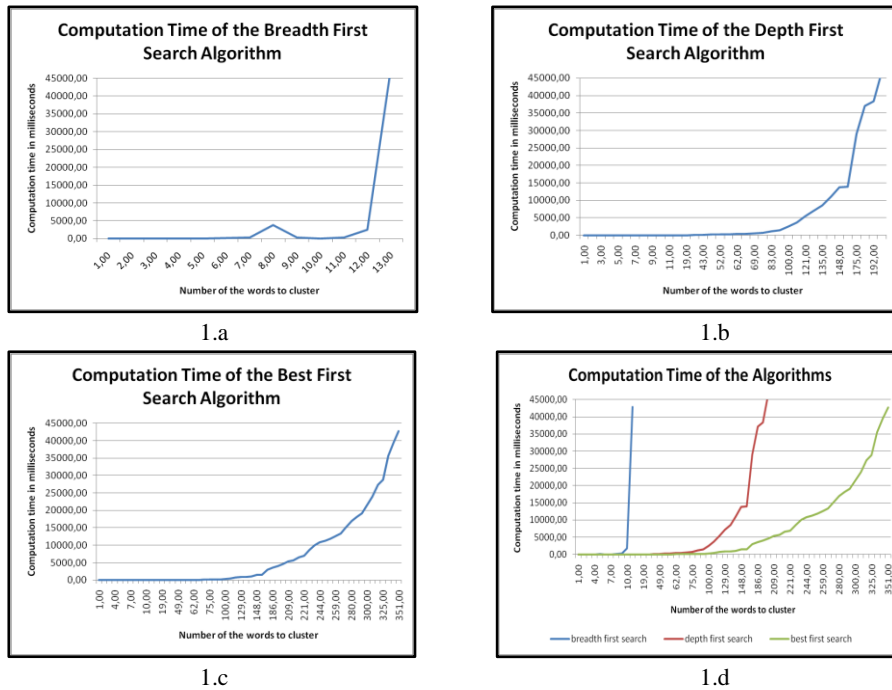 Computation Time of the Breadth First
Search Algorithm
Computation time in milliseconds
45000,00
40000,00
35000,00
30000,00
25000,00
20000,00
15000,00
10000,00
5000,00
0,00
1,00 2,00 3,00 4,00 5,00 6,00 7,00 8,00 9,00 10,00 11,00 12,00 13,00
Number of the words to cluster
1.a
Computation Time of the Depth First
Search Algorithm
Computation time in milliseconds
45000,00
40000,00
35000,00
30000,00
25000,00
20000,00
15000,00
10000,00
5000,00
0,00
1,00 3,00 5,00 7,00 9,00 11,00 19,00 43,00 52,00 62,00 69,00 83,00 100,00 121,00 135,00 148,00 175,00 192,00
Number of the words to cluster
1.b
Computation Time of the Best First
Search Algorithm
Computation time in milliseconds
45000,00
40000,00
35000,00
30000,00
25000,00
20000,00
15000,00
10000,00
5000,00
0,00
1,00 4,00 7,00 10,00 19,00 49,00 62,00 75,00 100,00 129,00 148,00 186,00 209,00 221,00 244,00 259,00 280,00 300,00 325,00 351,00
Number of the words to cluster
1.c
Computation Time of the Algorithms
Computation time in milliseconds
45000,00
40000,00
35000,00
30000,00
25000,00
20000,00
15000,00
10000,00
5000,00
0,00
1,00 4,00 7,00 10,00 19,00 49,00 62,00 75,00 100,00 129,00 148,00 186,00 209,00 221,00 244,00 259,00 280,00 300,00 325,00 351,00
Number of the words to cluster
breadth first search depth first search best first search
1.d